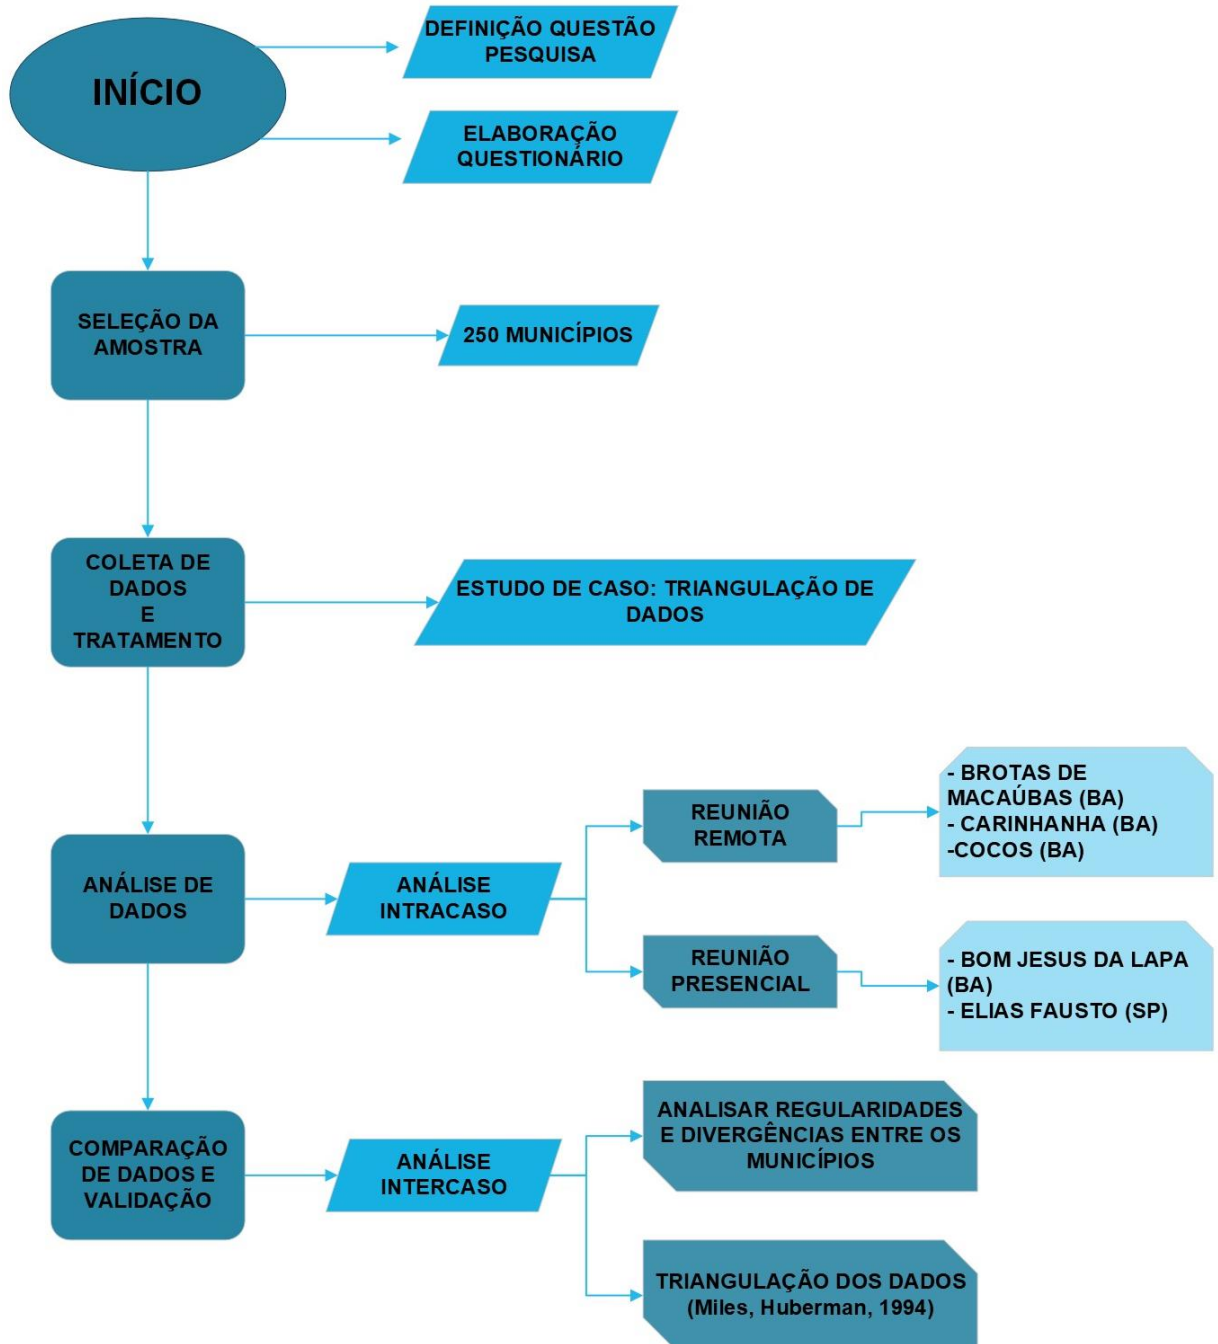 INÍCIO
DEFINIÇÃO QUESTÃO
PESQUISA
ELABORAÇÃO
QUESTIONÁRIO
SELEÇÃO DA
AMOSTRA
250 MUNICÍPIOS
COLETA DE
DADOS
E
TRATAMENTO
ESTUDO DE CASO: TRIANGULAÇÃO DE
DADOS
ANÁLISE DE
DADOS
ANÁLISE
INTRACASO
REUNIÃO
REMOTA
- BROTAS DE
MACAÚBAS (BA)
- CARINHANHA (BA)
-COCOS (BA)
REUNIÃO
PRESENCIAL
- BOM JESUS DA LAPA
(BA)
- ELIAS FAUSTO (SP)
COMPARAÇÃO
DE DADOS E
VALIDAÇÃO
ANÁLISE
INTERCASO
ANALISAR REGULARIDADES
E DIVERGÊNCIAS ENTRE OS
MUNICÍPIOS
TRIANGULAÇÃO DOS DADOS
(Miles, Huberman, 1994)